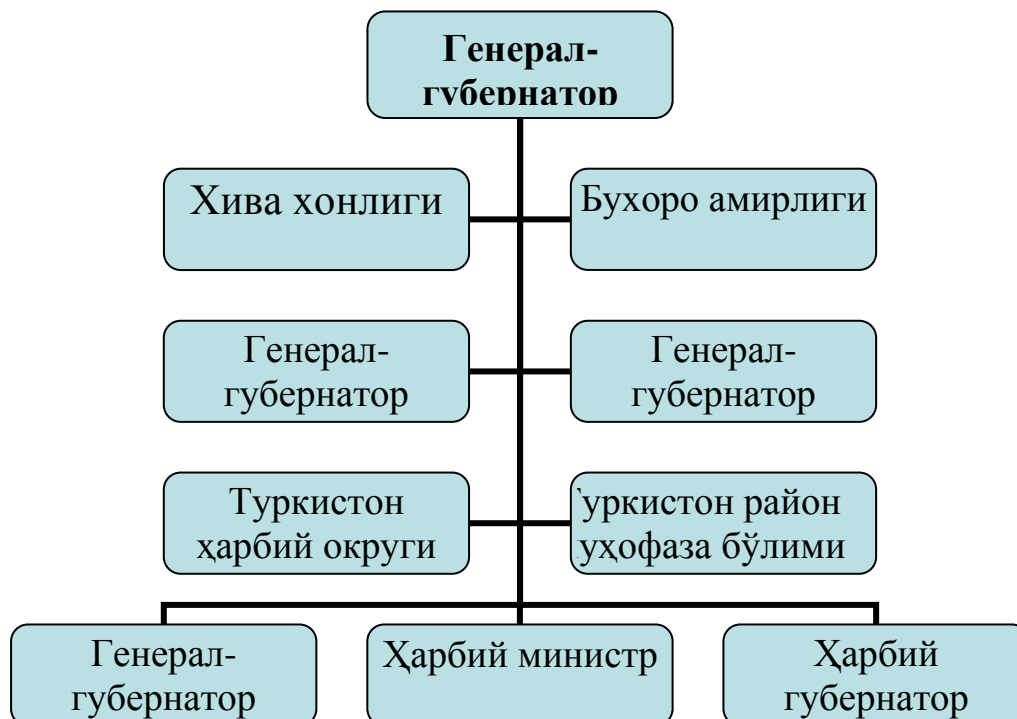 Генерал-
губернатор
Хива хонлиги
Бухоро амирлиги
Генерал-
губернатор
Генерал-
губернатор
Туркистон
ҳарбий округи
уркистон район
уҳофаза бўлими
Генерал-
губернатор
Ҳарбий министр
Ҳарбий
губернатор